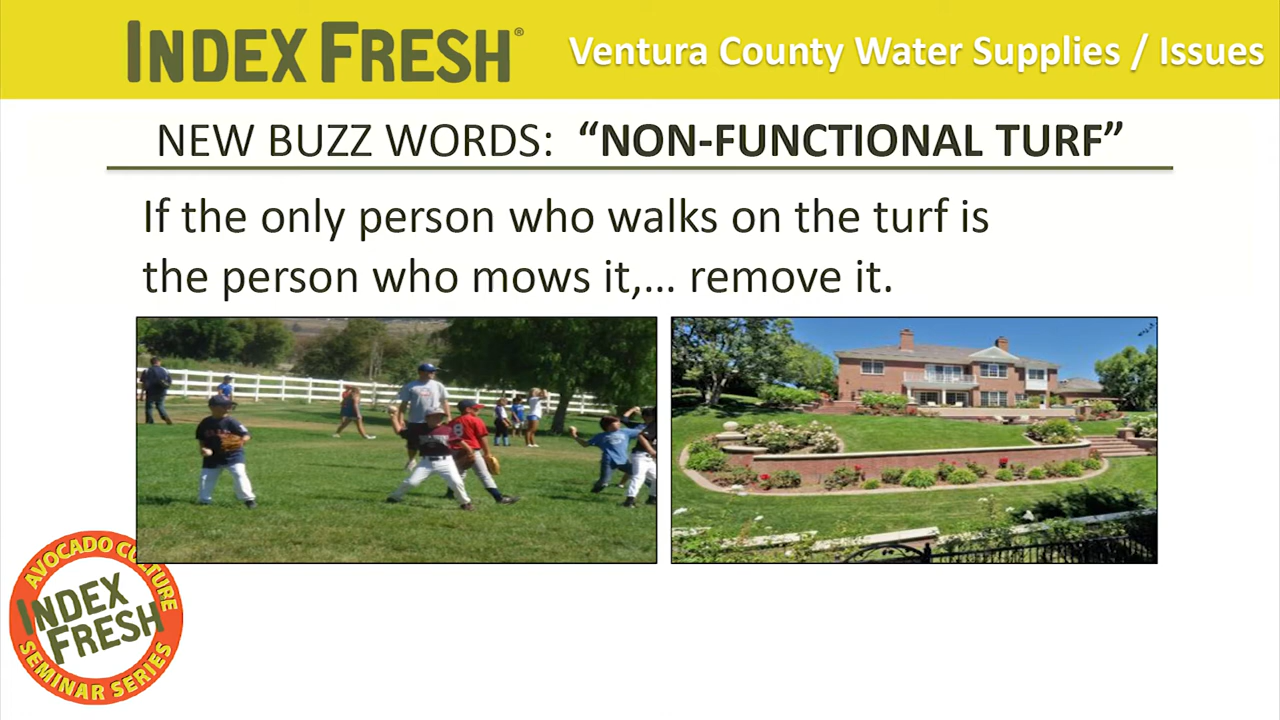 INDEX FRESH®
Ventura County Water Supplies / Issues
NEW BUZZ WORDS: “NON-FUNCTIONAL TURF”
If the only person who walks on the turf is
the person who mows it,... remove it.
8
AVOCADO CULTURE
INDEX
FRESH
SEMINAR SERIES